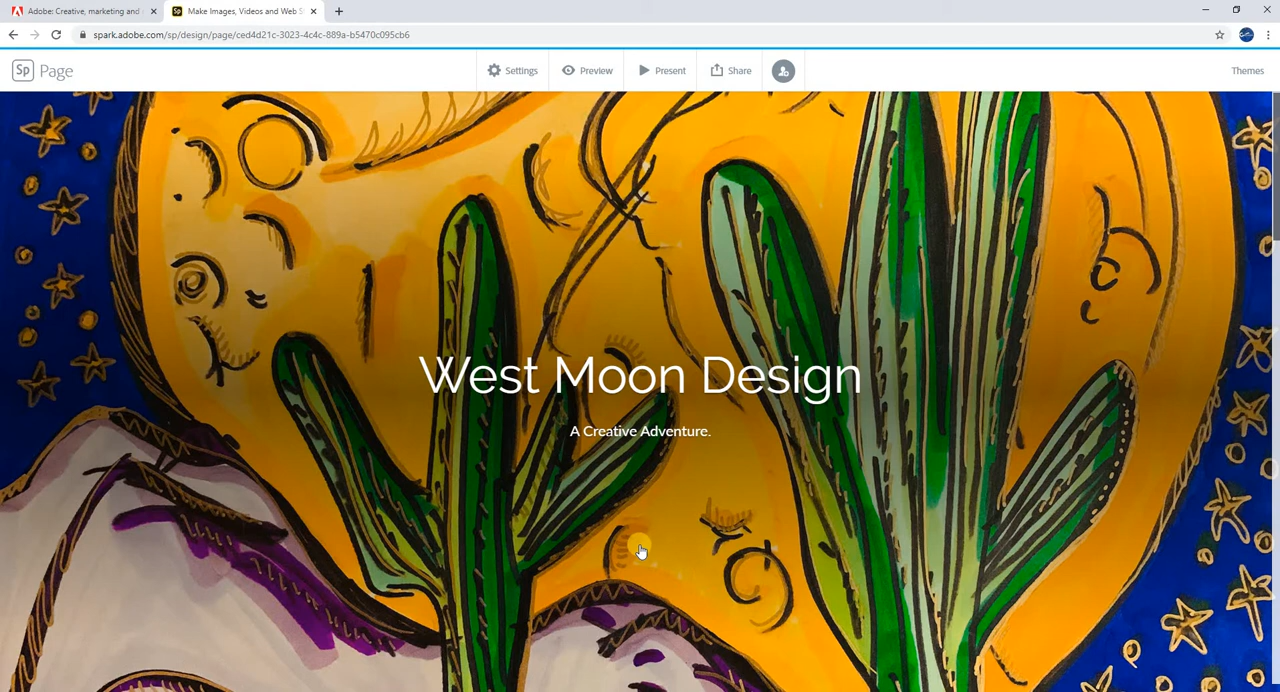 Adobe: Creative, marketing and
Make Images, Videos and Web S
spark.adobe.com/sp/design/page/ced4d21c-3023-4c4c-889a-b5470c095cb6
Sp Page
Settings
Preview
Present
Share
Themes
West Moon Design
A Creative Adventure.